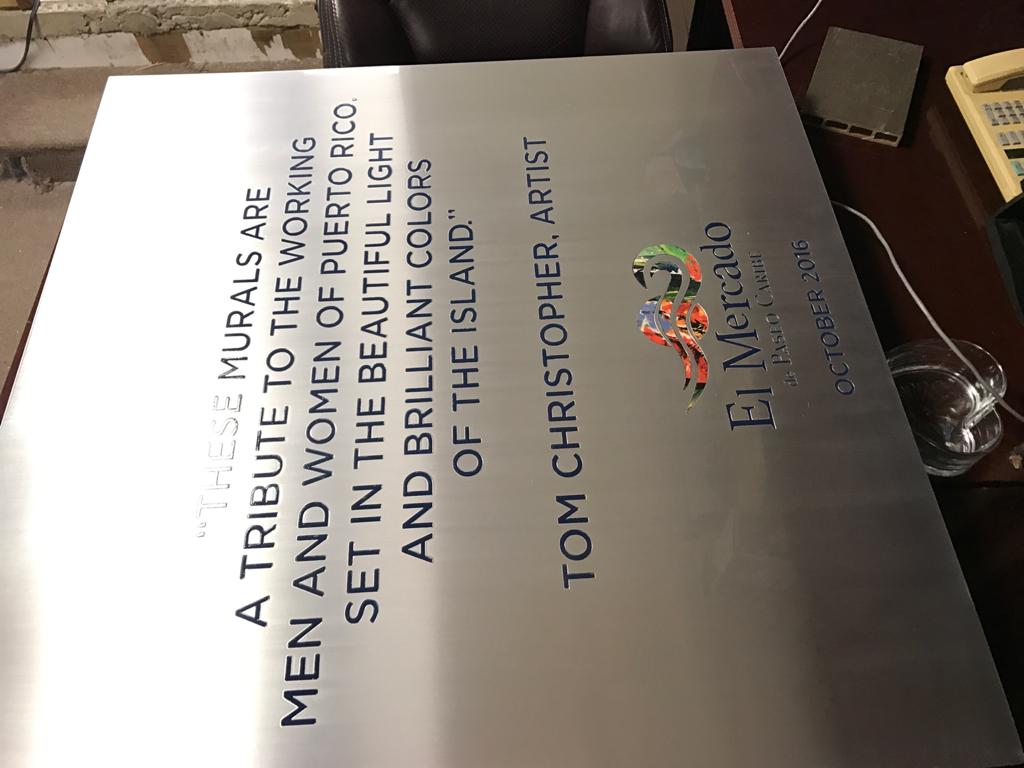 "THESE MURALS ARE
A TRIBUTE TO THE WORKING
MEN AND WOMEN OF PUERTO RICO.
SET IN THE BEAUTIFUL LIGHT
AND BRILLIANT COLORS
OF THE ISLAND."
TOM CHRISTOPHER, ARTIST
El Mercado
de PASEO CARIBE
OCTOBER 2016